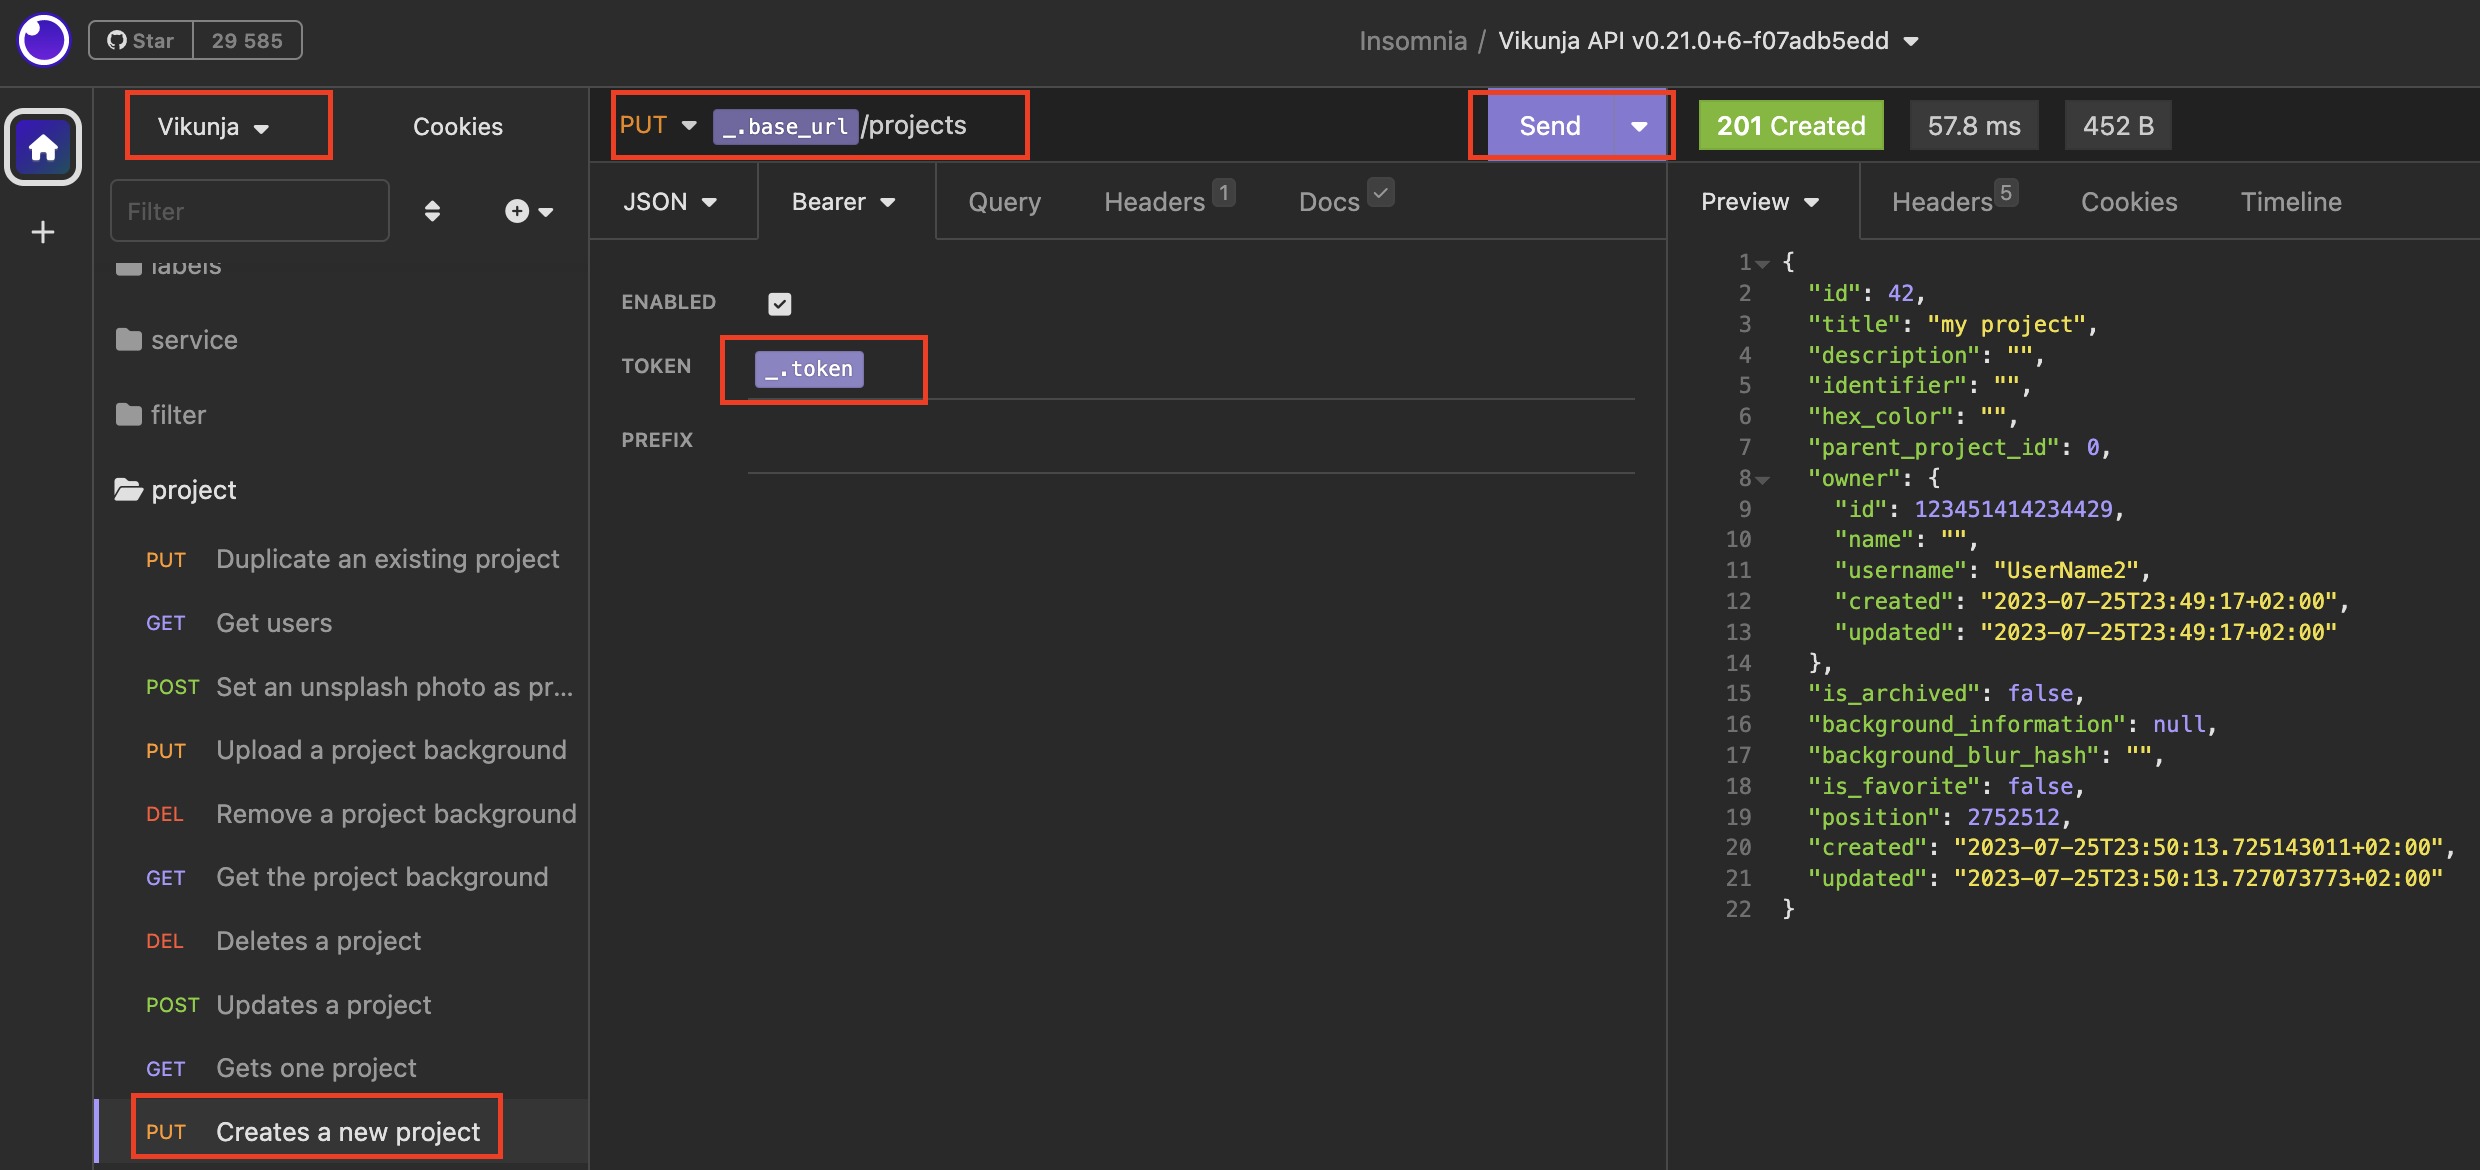 Star 29 585
Insomnia / Vikunja API v0.21.0+6-f07adb5edd
Vikunja
Cookies
Filter
labels
service
filter
project
PUT Duplicate an existing project
GET Get users
POST Set an unsplash photo as pr...
PUT Upload a project background
DEL Remove a project background
GET Get the project background
DEL Deletes a project
POST Updates a project
GET Gets one project
PUT Creates a new project
PUT _.base_url/projects
Send
JSON
Bearer
Query
Headers 1
Docs
ENABLED
TOKEN _.token
PREFIX
201 Created
57.8 ms
452 B
Preview
Headers 5
Cookies
Timeline
1 {
2 "id": 42,
3 "title": "my project",
4 "description": "",
5 "identifier": "",
6 "hex_color": "",
7 "parent_project_id": 0,
8 "owner": {
9 "id": 123451414234429,
10 "name": "",
11 "username": "UserName2",
12 "created": "2023-07-25T23:49:17+02:00",
13 "updated": "2023-07-25T23:49:17+02:00"
14 },
15 "is_archived": false,
16 "background_information": null,
17 "background_blur_hash": "",
18 "is_favorite": false,
19 "position": 2752512,
20 "created": "2023-07-25T23:50:13.725143011+02:00",
21 "updated": "2023-07-25T23:50:13.727073773+02:00"
22 }